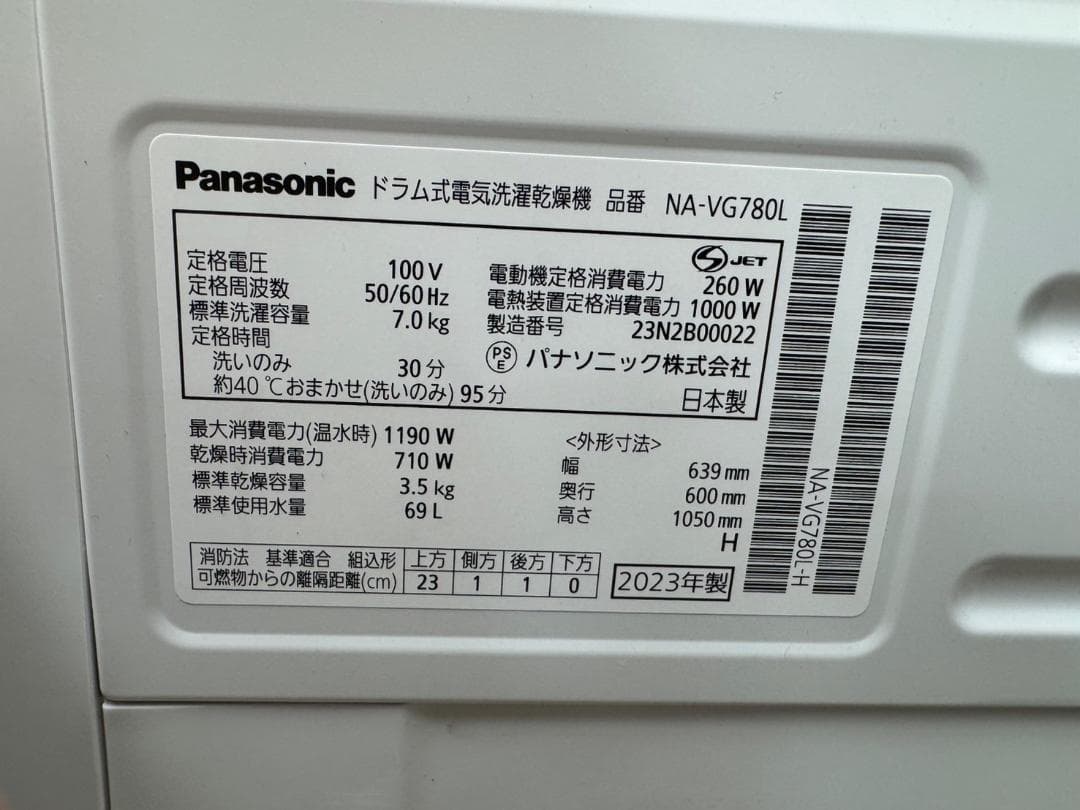 Panasonic ドラム式電気洗濯乾燥機 品番 NA-VG780L
定格電圧 100 V
定格周波数 50/60 Hz
標準洗濯容量 7.0 kg
定格時間
洗いのみ 30 分
約40 ℃おまかせ(洗いのみ) 95 分
JET
電動機定格消費電力 260 W
電熱装置定格消費電力 1000 W
製造番号 23N2B00022
PSE パナソニック株式会社
日本製
最大消費電力(温水時) 1190 W
乾燥時消費電力 710 W
標準乾燥容量 3.5 kg
標準使用水量 69 L
<外形寸法>
幅 639 mm
奥行 600 mm
高さ 1050 mm
H
消防法 基準適合 組込形 上方 側方 後方 下方
可燃物からの離隔距離(cm) 23 1 1 0
2023年製
NA-VG780L-H